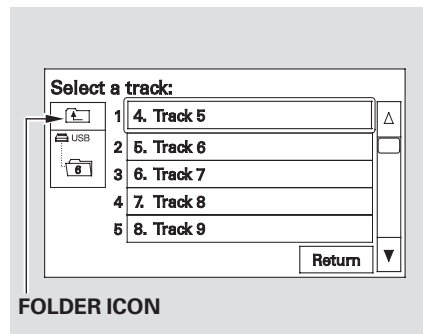 Select a track:
1 4. Track 5
USB
2 5. Track 6
6
3 6. Track 7
4 7. Track 8
5 8. Track 9
Return
FOLDER ICON